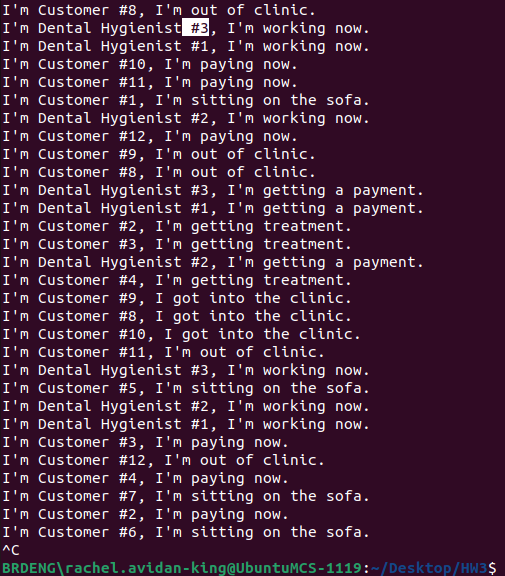 I'm Customer #8, I'm out of clinic.
I'm Dental Hygienist #3, I'm working now.
I'm Dental Hygienist #1, I'm working now.
I'm Customer #10, I'm paying now.
I'm Customer #11, I'm paying now.
I'm Customer #1, I'm sitting on the sofa.
I'm Dental Hygienist #2, I'm working now.
I'm Customer #12, I'm paying now.
I'm Customer #9, I'm out of clinic.
I'm Customer #8, I'm out of clinic.
I'm Dental Hygienist #3, I'm getting a payment.
I'm Dental Hygienist #1, I'm getting a payment.
I'm Customer #2, I'm getting treatment.
I'm Customer #3, I'm getting treatment.
I'm Dental Hygienist #2, I'm getting a payment.
I'm Customer #4, I'm getting treatment.
I'm Customer #9, I got into the clinic.
I'm Customer #8, I got into the clinic.
I'm Customer #10, I got into the clinic.
I'm Customer #11, I'm out of clinic.
I'm Dental Hygienist #3, I'm working now.
I'm Customer #5, I'm sitting on the sofa.
I'm Dental Hygienist #2, I'm working now.
I'm Dental Hygienist #1, I'm working now.
I'm Customer #3, I'm paying now.
I'm Customer #12, I'm out of clinic.
I'm Customer #4, I'm paying now.
I'm Customer #7, I'm sitting on the sofa.
I'm Customer #2, I'm paying now.
I'm Customer #6, I'm sitting on the sofa.
^C
BRDENG\rachel.avidan-king@UbuntuMCS-1119:~/Desktop/HW3$